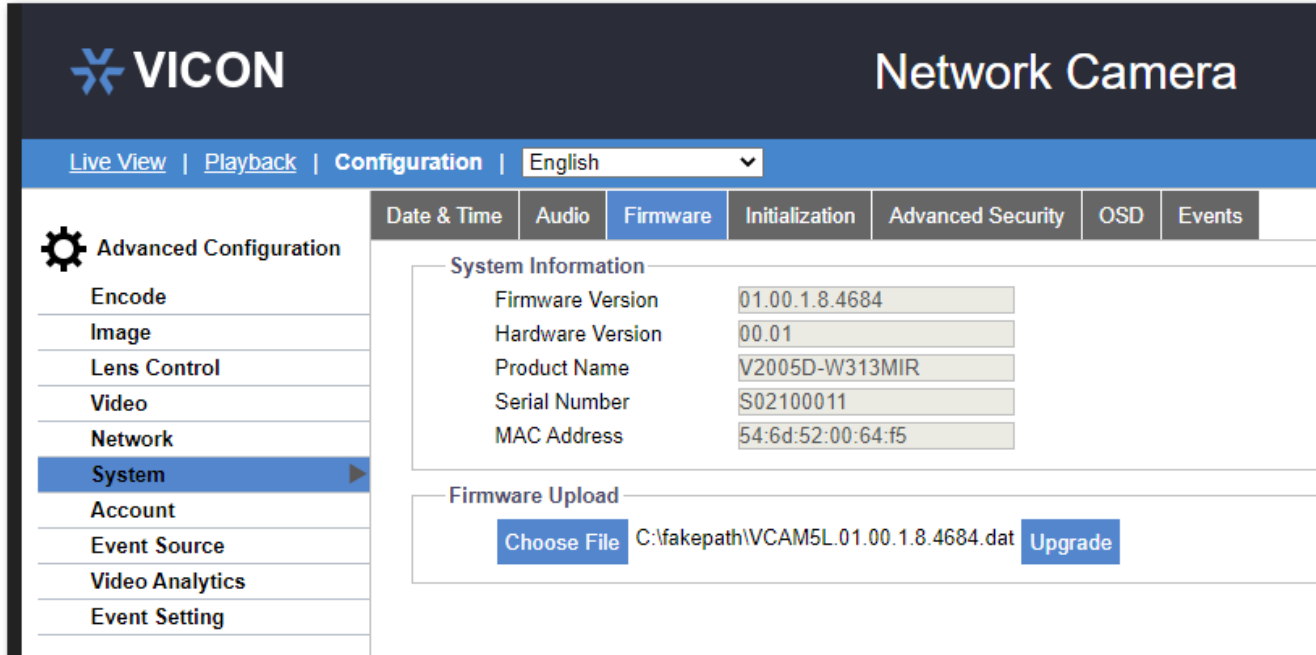 VICON
Network Camera
Live View | Playback | Configuration | English
Date & Time Audio Firmware Initialization Advanced Security OSD Events
Advanced Configuration
Encode
Image
Lens Control
Video
Network
System
Account
Event Source
Video Analytics
Event Setting
System Information
Firmware Version 01.00.1.8.4684
Hardware Version 00.01
Product Name V2005D-W313MIR
Serial Number S02100011
MAC Address 54:6d:52:00:64:f5
Firmware Upload
Choose File C:\fakepath\VCAM5L.01.00.1.8.4684.dat Upgrade